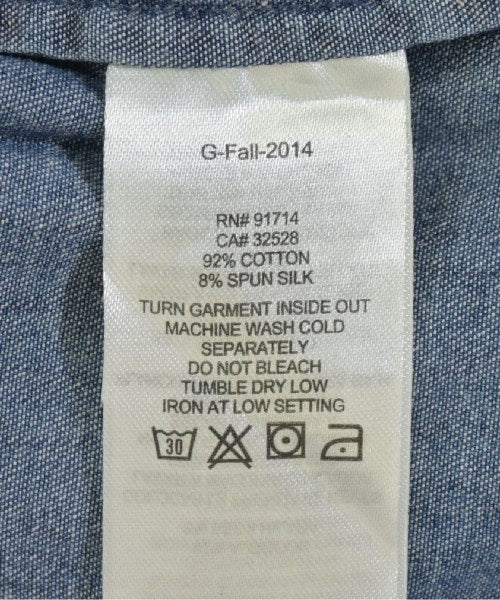 G-Fall-2014
RN# 91714
CA# 32528
92% COTTON
8% SPUN SILK
TURN GARMENT INSIDE OUT
MACHINE WASH COLD
SEPARATELY
DO NOT BLEACH
TUMBLE DRY LOW
IRON AT LOW SETTING
30